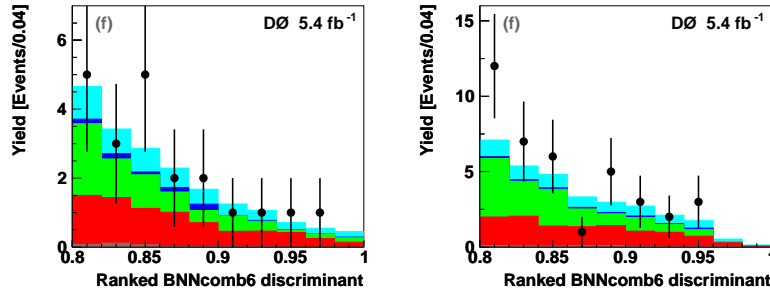 (f) DØ 5.4 fb-1
Yield [Events/0.04]
6
4
2
0
0.8 0.85 0.9 0.95 1
Ranked BNNcomb6 discriminant
(f) DØ 5.4 fb-1
Yield [Events/0.04]
15
10
5
0
0.8 0.85 0.9 0.95 1
Ranked BNNcomb6 discriminant